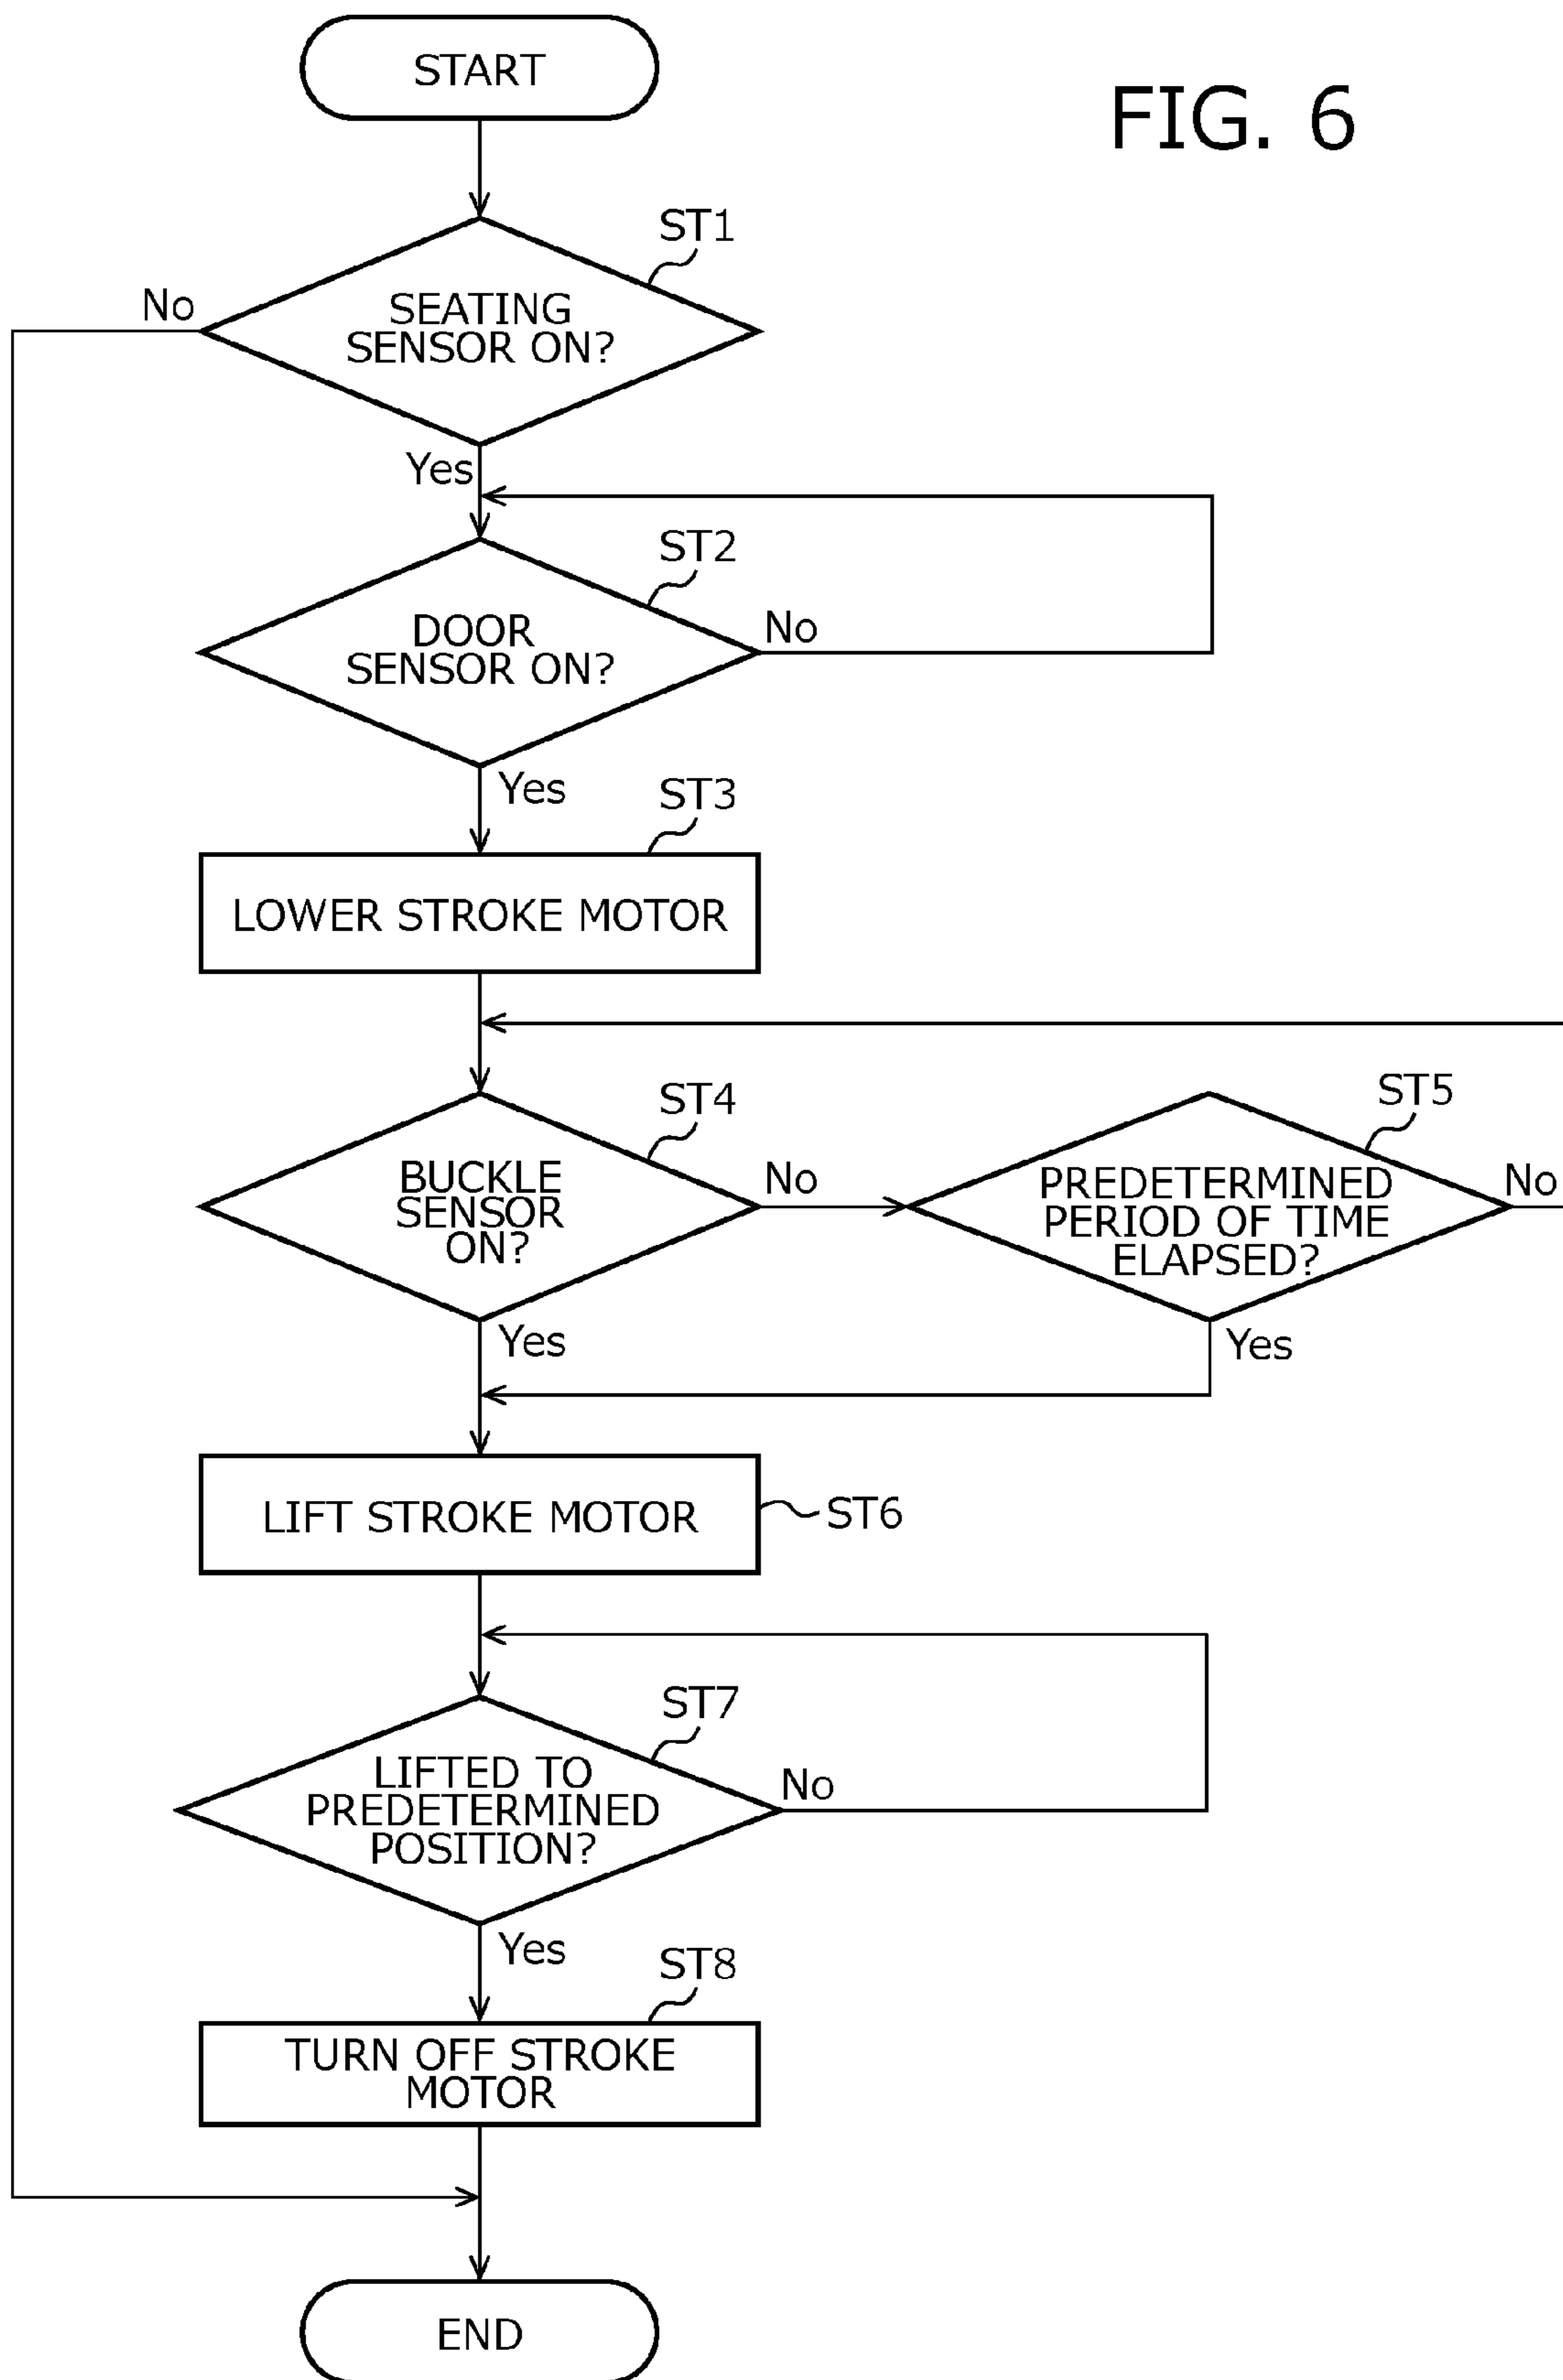 START
FIG. 6
ST1
No
SEATING
SENSOR ON?
Yes
ST2
DOOR
SENSOR ON?
No
Yes
ST3
LOWER STROKE MOTOR
ST4
BUCKLE
SENSOR
ON?
No
ST5
PREDETERMINED
PERIOD OF TIME
ELAPSED?
No
Yes
Yes
LIFT STROKE MOTOR
ST6
ST7
LIFTED TO
PREDETERMINED
POSITION?
No
Yes
ST8
TURN OFF STROKE
MOTOR
END